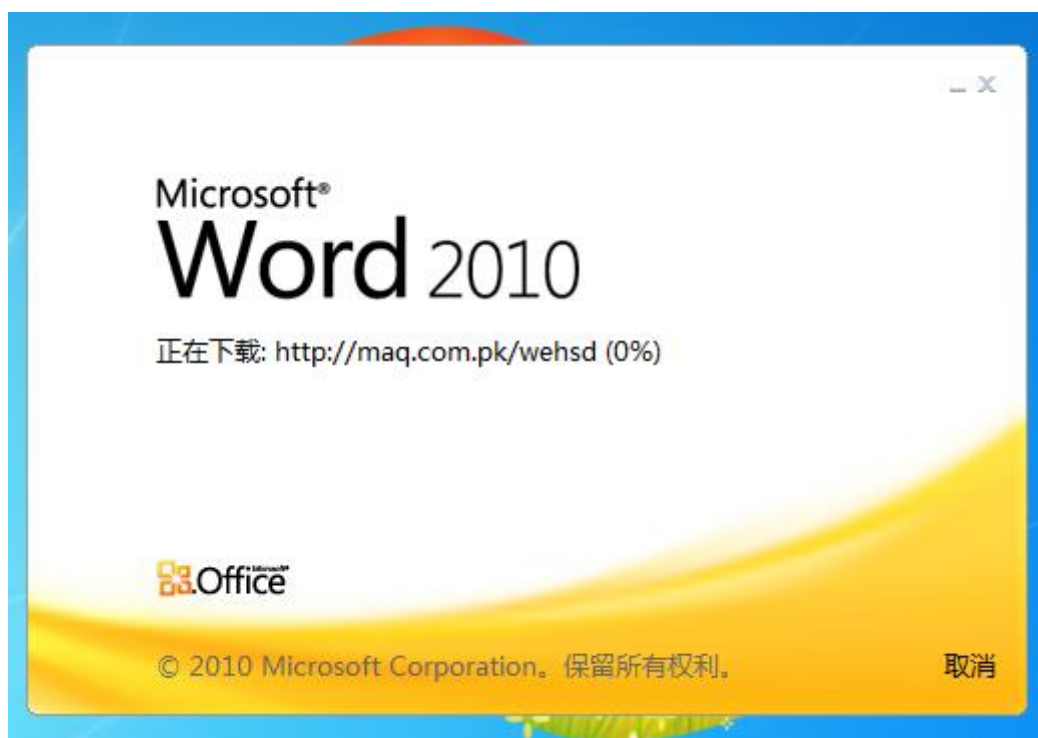 Microsoft®
Word 2010
正在下载: http://maq.com.pk/wehsd (0%)
Microsoft®
Office
© 2010 Microsoft Corporation。保留所有权利。
取消